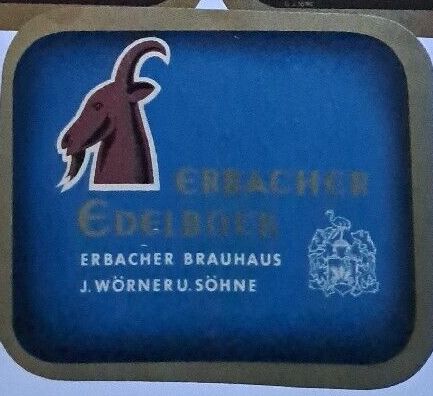 ERBACHER
EDELBOCK
ERBACHER BRAUHAUS
J.WÖRNER U. SÖHNE